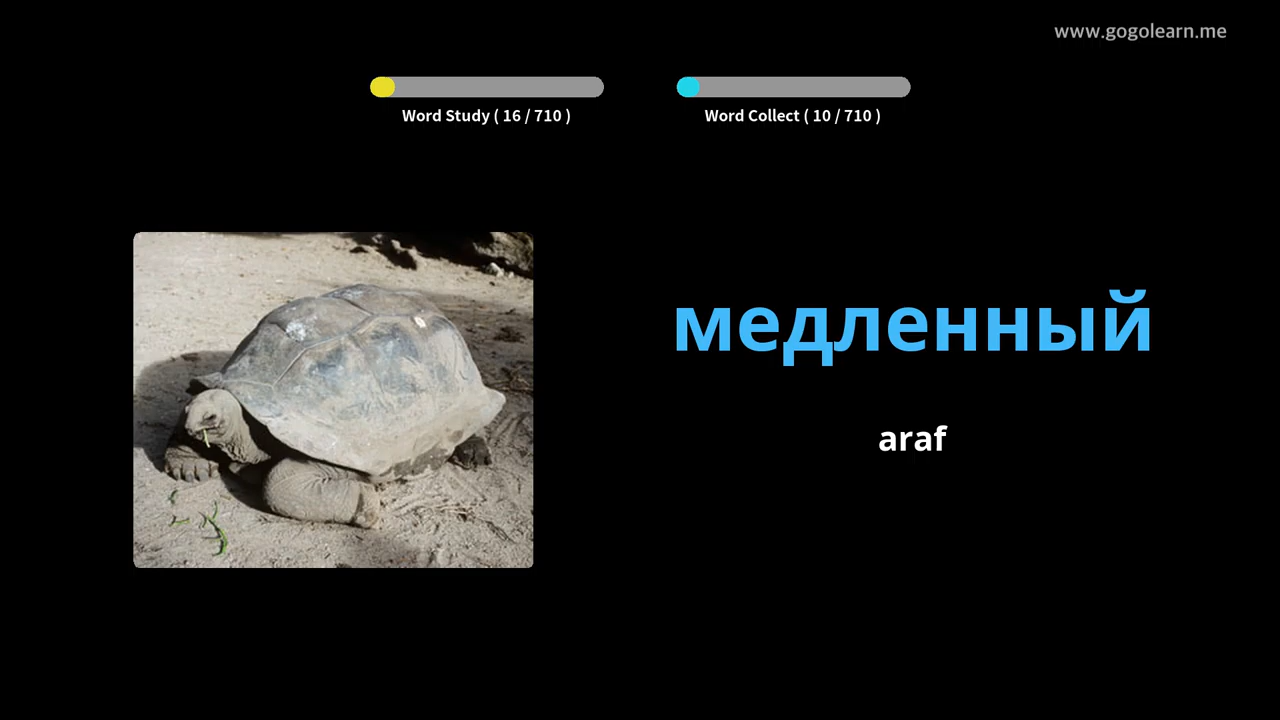 www.gogolearn.me
Word Study ( 16 / 710 )
Word Collect ( 10 / 710 )
медленный
araf